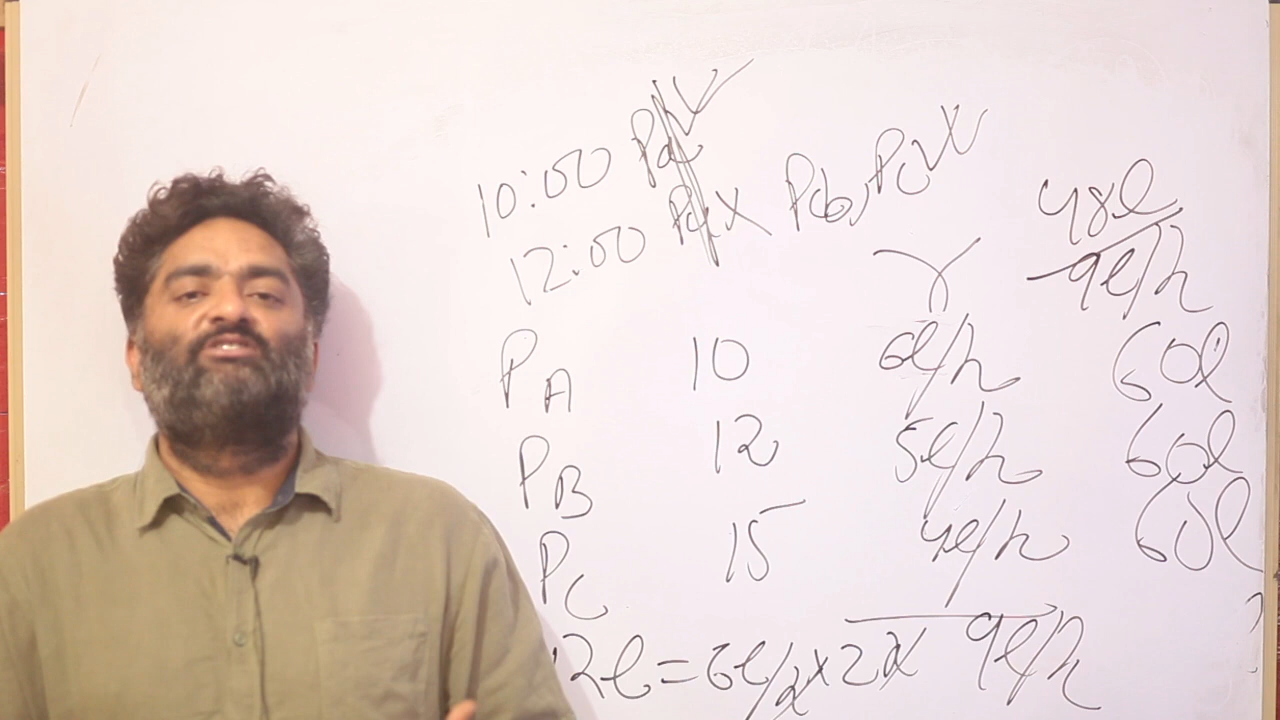 10:00 Pa ✓
12:00 Pa X Pb, Pc X
48l
9l/h
PA 10 6l/h 60l
PB 12 5l/h 60l
PC 15 4l/h 60l
12l = 6l/h x 2h 9l/h